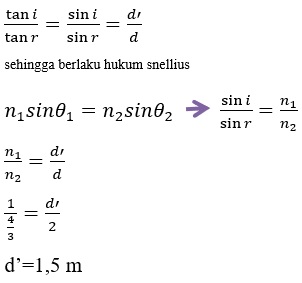 tan i / tan r = sin i / sin r = d′ / d
sehingga berlaku hukum snellius
n₁sinθ₁ = n₂sinθ₂ → sin i / sin r = n₁ / n₂
n₁ / n₂ = d′ / d
1 / (4/3) = d′ / 2
d’=1,5 m